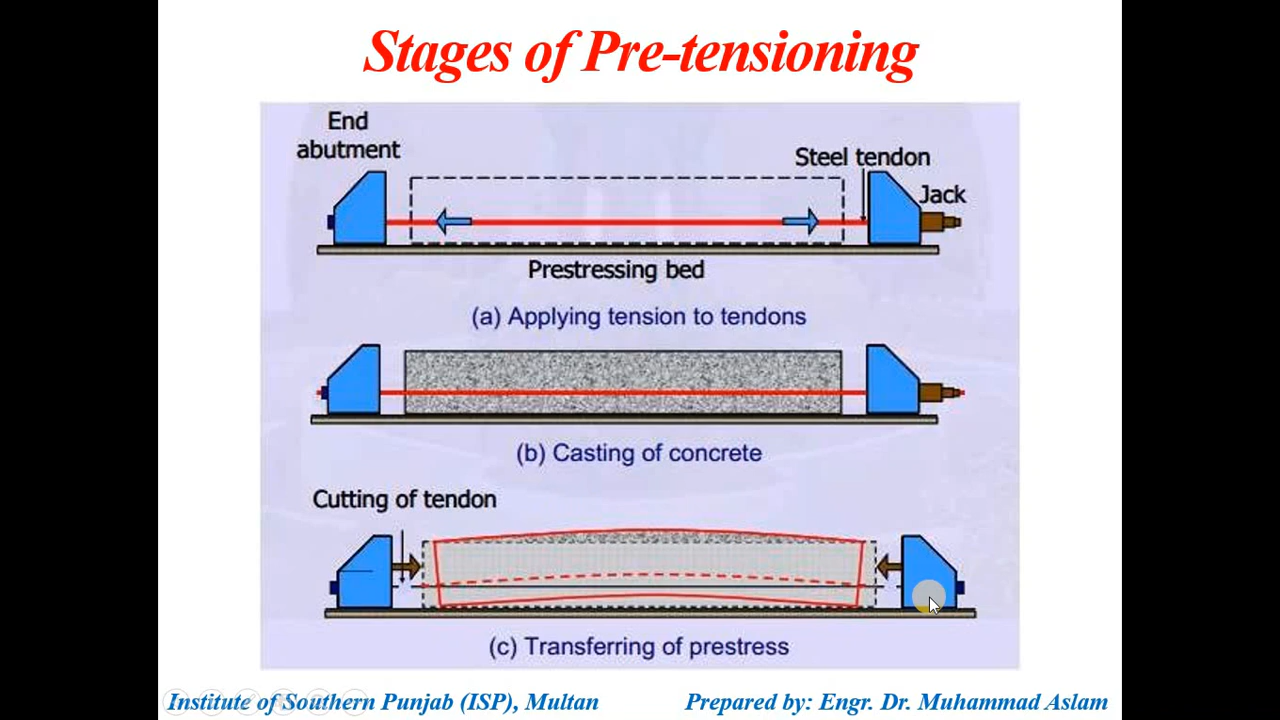 Stages of Pre-tensioning
End
abutment
Steel tendon
Jack
Prestressing bed
(a) Applying tension to tendons
(b) Casting of concrete
Cutting of tendon
(c) Transferring of prestress
Institute of Southern Punjab (ISP), Multan
Prepared by: Engr. Dr. Muhammad Aslam